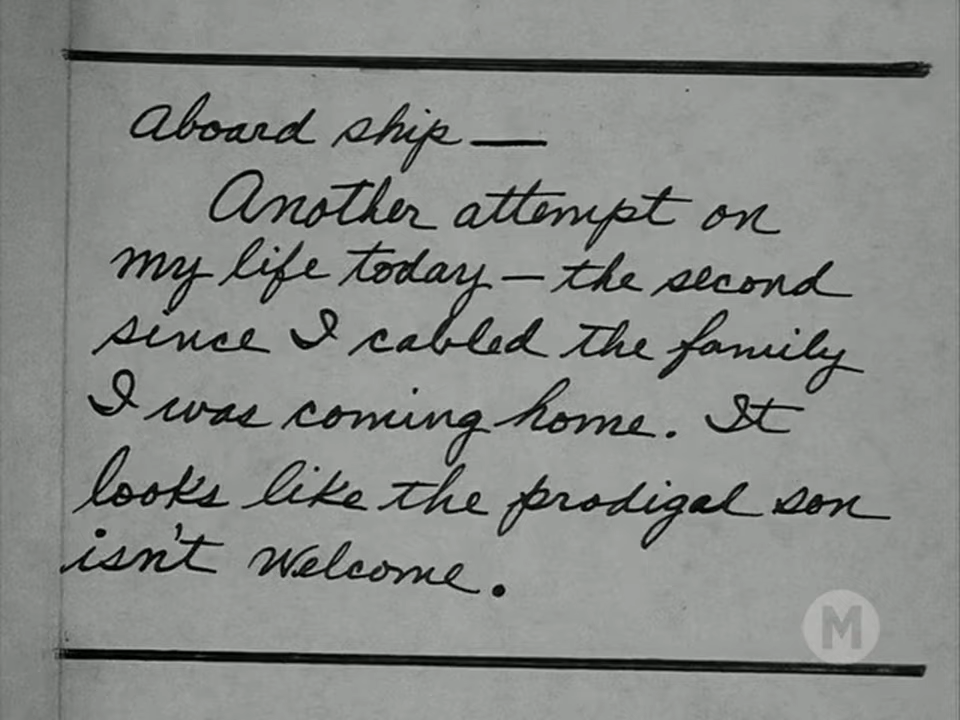 Aboard ship —
Another attempt on
my life today — the second
since I cabled the family
I was coming home. It
looks like the prodigal son
isn't welcome.
M